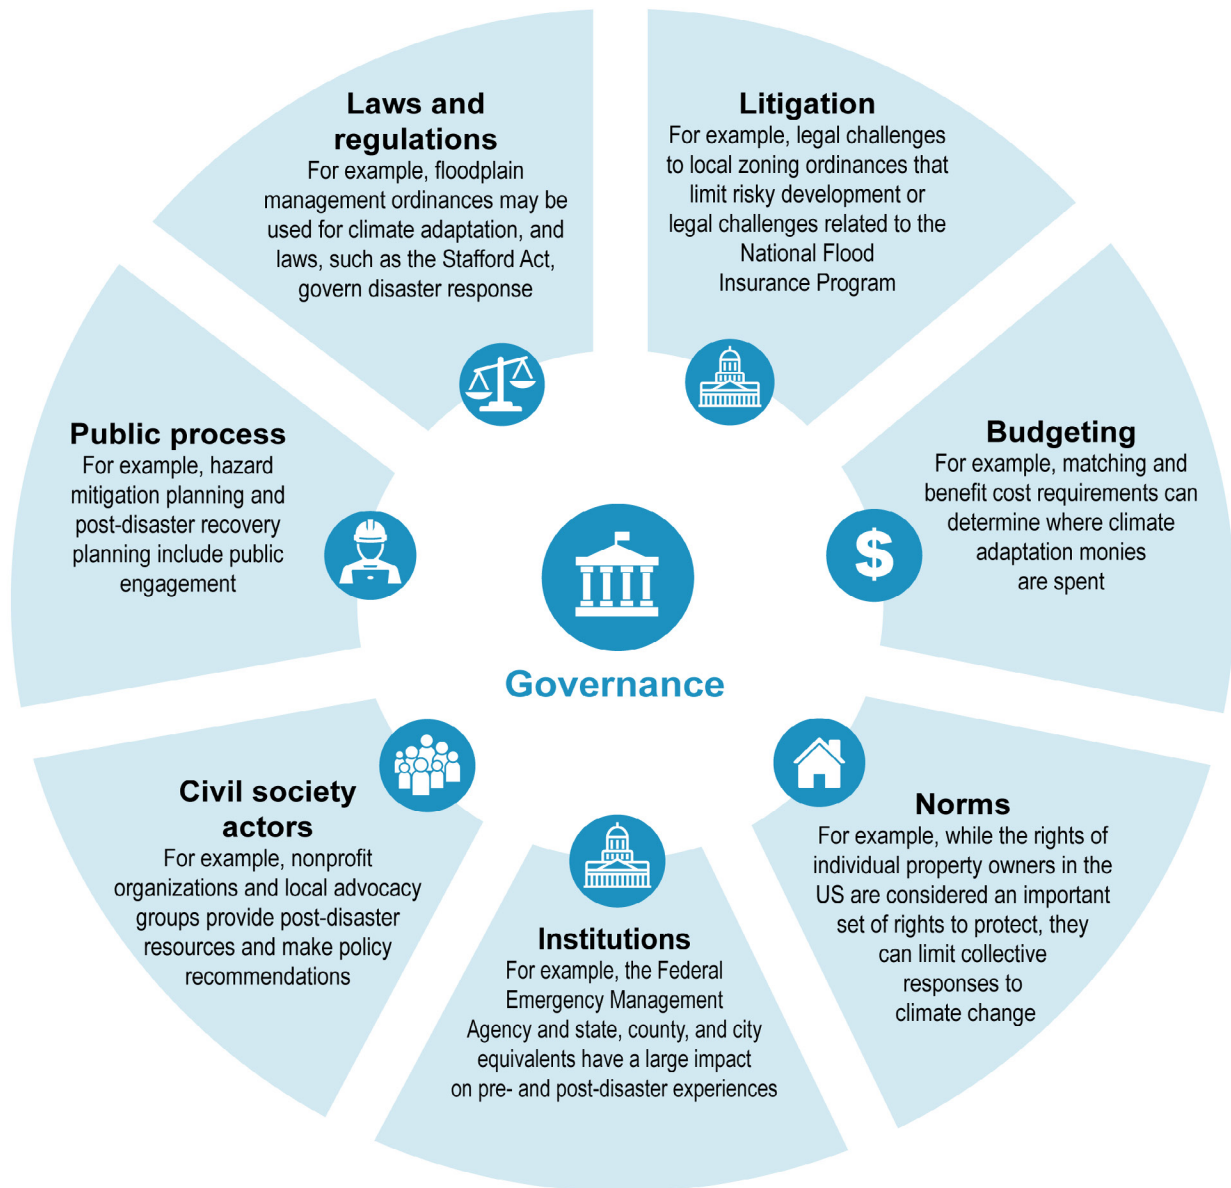 Laws and
regulations
For example, floodplain
management ordinances may be
used for climate adaptation, and
laws, such as the Stafford Act,
govern disaster response
Litigation
For example, legal challenges
to local zoning ordinances that
limit risky development or
legal challenges related to the
National Flood
Insurance Program
Budgeting
For example, matching and
benefit cost requirements can
determine where climate
adaptation monies
are spent
Norms
For example, while the rights of
individual property owners in the
US are considered an important
set of rights to protect, they
can limit collective
responses to
climate change
Institutions
For example, the Federal
Emergency Management
Agency and state, county, and city
equivalents have a large impact
on pre- and post-disaster experiences
Civil society
actors
For example, nonprofit
organizations and local advocacy
groups provide post-disaster
resources and make policy
recommendations
Public process
For example, hazard
mitigation planning and
post-disaster recovery
planning include public
engagement
$
Governance